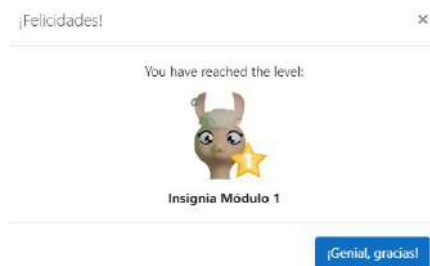 ¡Felicidades! ×
You have reached the level:
1
Insignia Módulo 1
¡Genial, gracias!